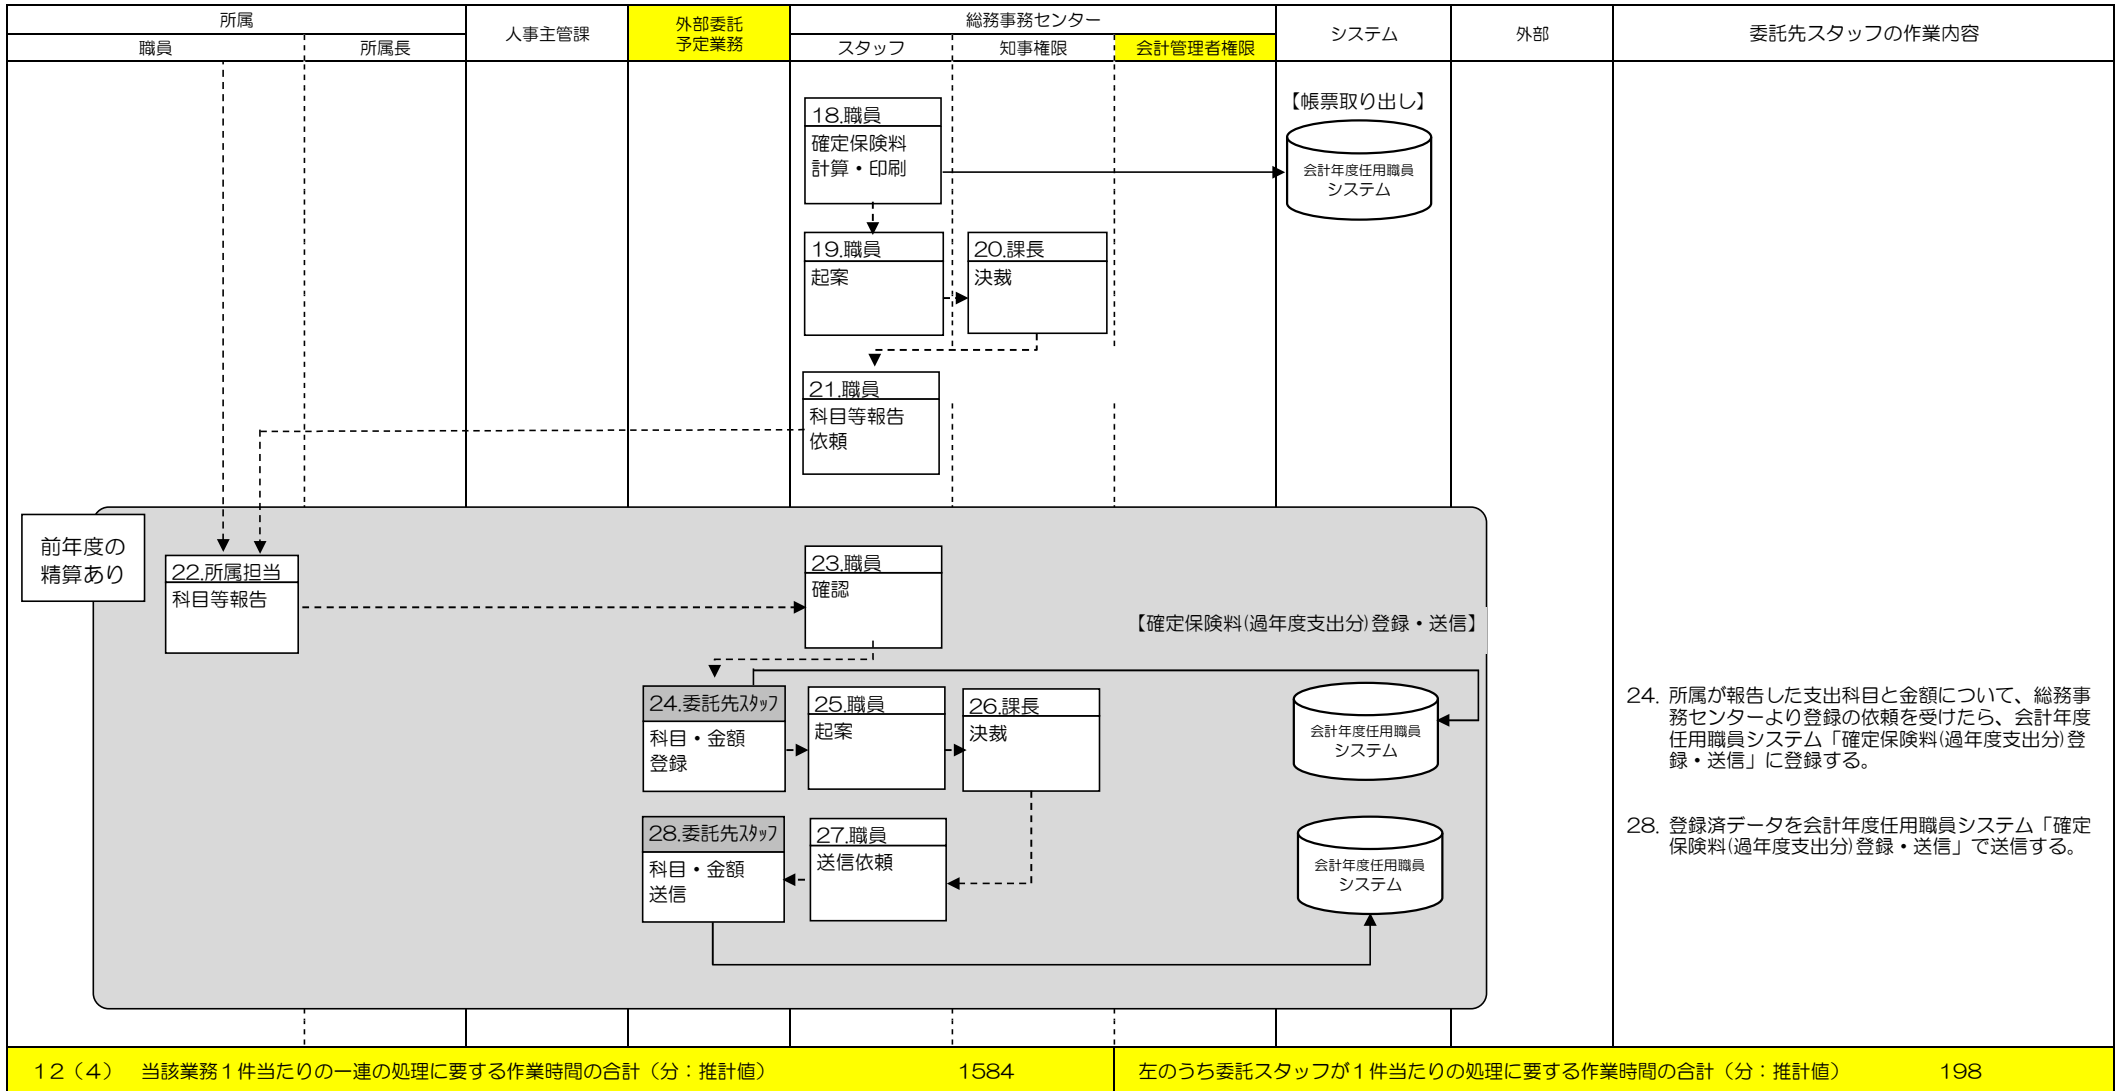 所属
職員
所属長
人事主管課
外部委託
予定業務
総務事務センター
スタッフ
知事権限
会計管理者権限
システム
外部
委託先スタッフの作業内容
18.職員
確定保険料
計算・印刷
【帳票取り出し】
会計年度任用職員
システム
19.職員
起案
20.課長
決裁
21.職員
科目等報告
依頼
前年度の
精算あり
22.所属担当
科目等報告
23.職員
確認
【確定保険料(過年度支出分)登録・送信】
24.委託先ｽﾀｯﾌ
科目・金額
登録
25.職員
起案
26.課長
決裁
会計年度任用職員
システム
24. 所属が報告した支出科目と金額について、総務事
務センターより登録の依頼を受けたら、会計年度
任用職員システム「確定保険料(過年度支出分)登
録・送信」に登録する。
28.委託先ｽﾀｯﾌ
科目・金額
送信
27.職員
送信依頼
会計年度任用職員
システム
28. 登録済データを会計年度任用職員システム「確定
保険料(過年度支出分)登録・送信」で送信する。
12（4） 当該業務１件当たりの一連の処理に要する作業時間の合計（分：推計値） 1584
左のうち委託スタッフが１件当たりの処理に要する作業時間の合計（分：推計値） 198